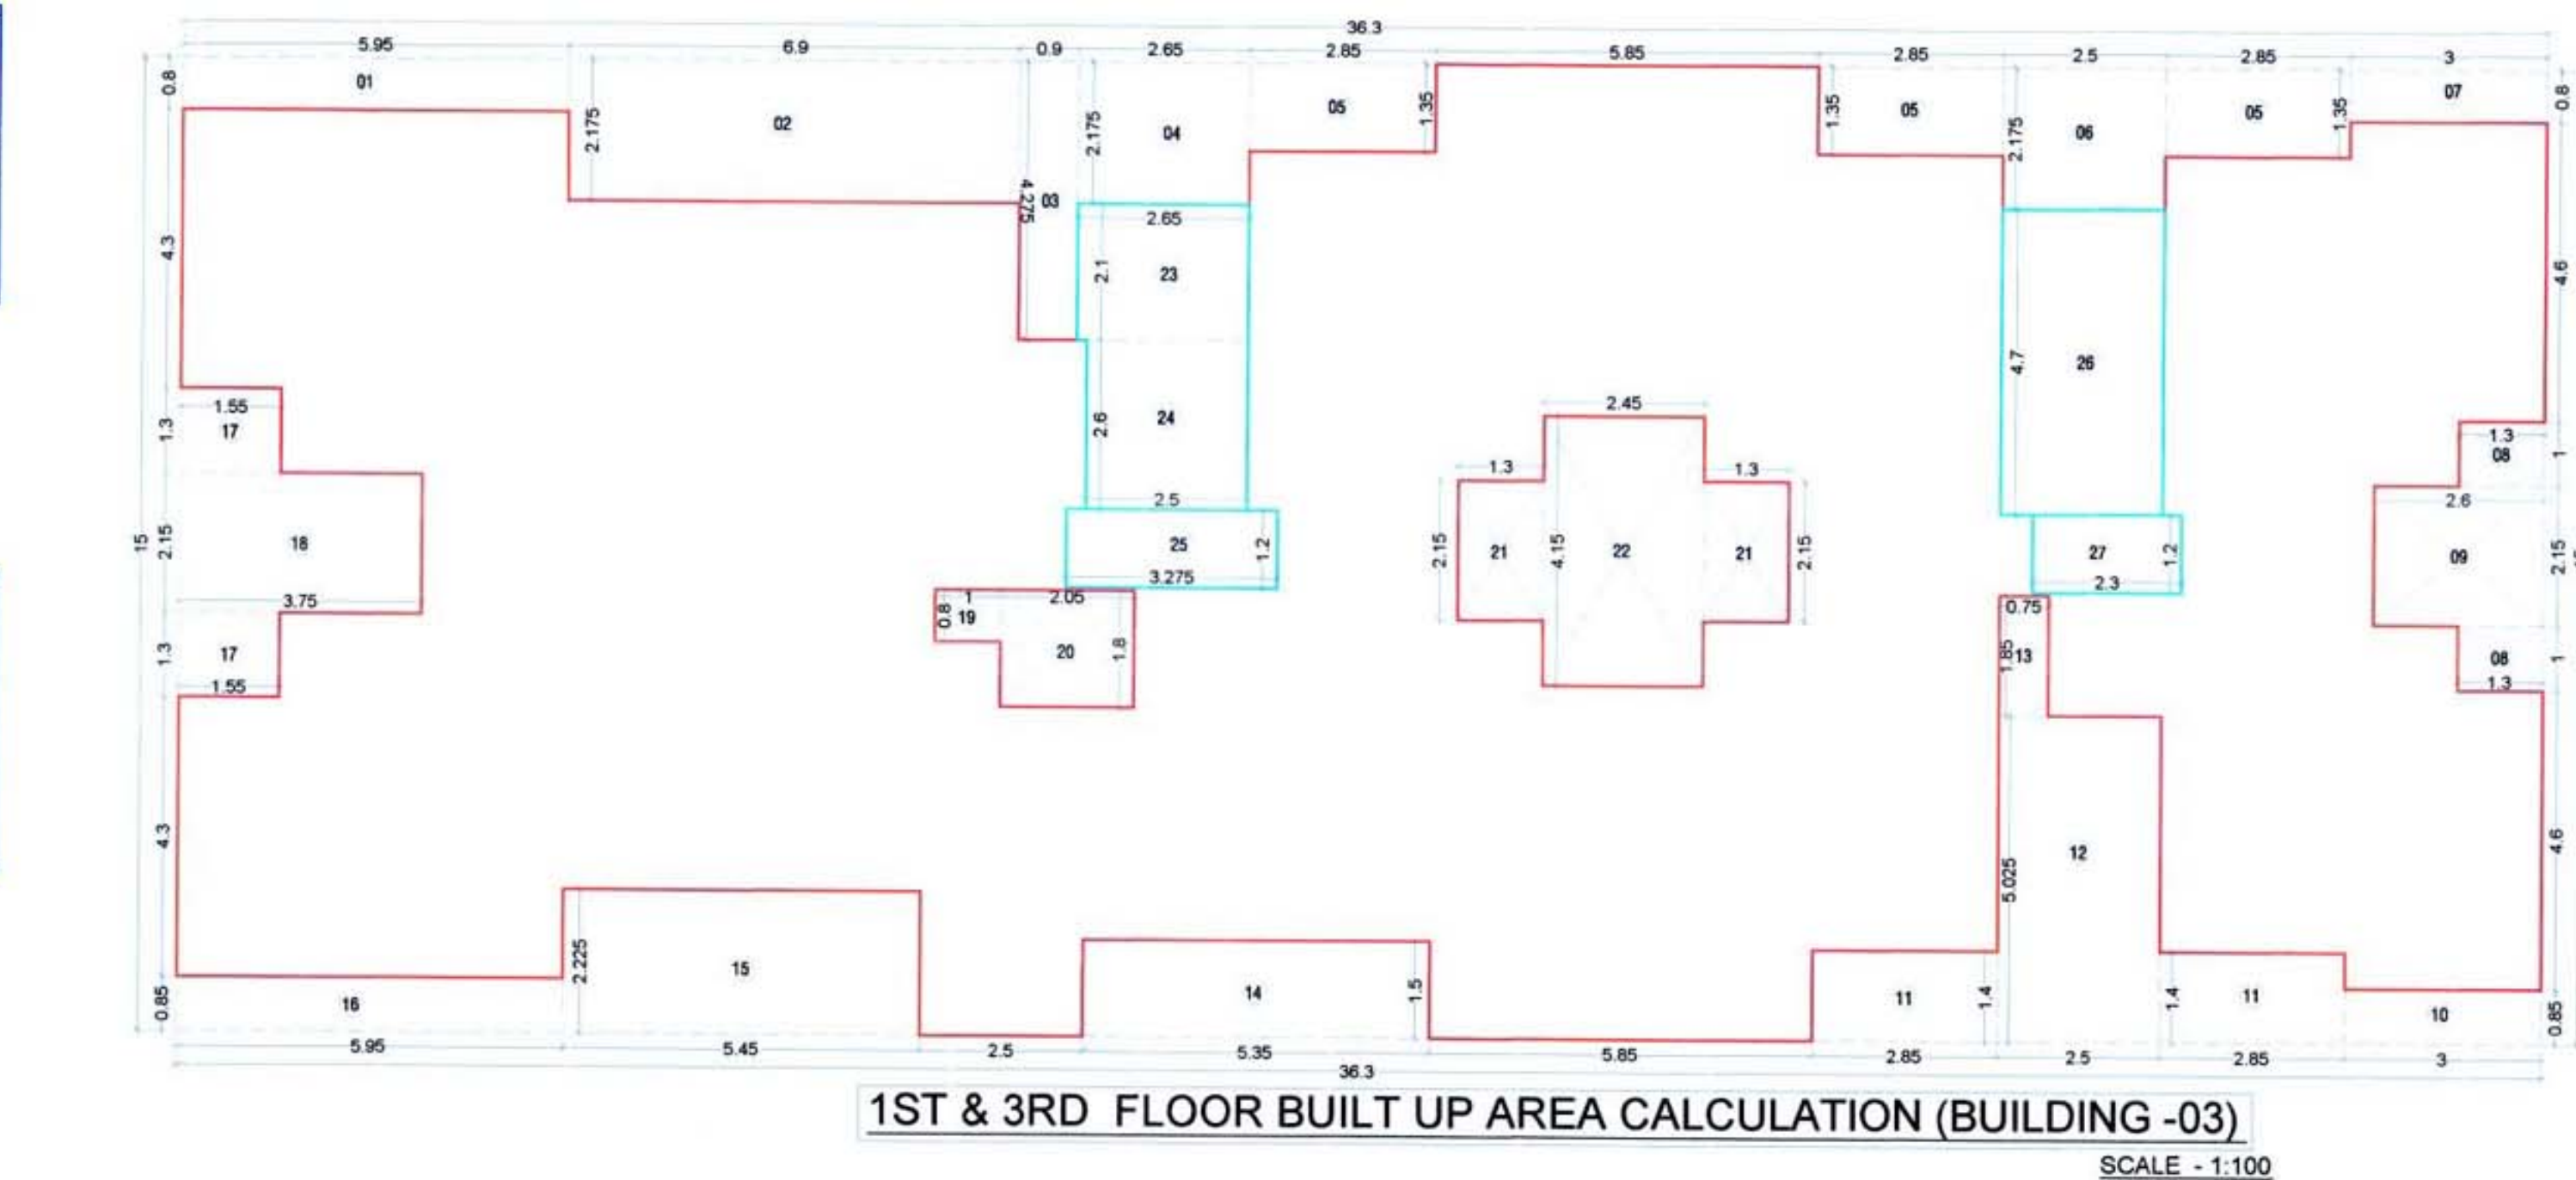 36.3
5.95 6.9 0.9 2.65 2.85 5.85 2.85 2.5 2.85 3
0.8 01 2.175 02 2.175 04 05 1.35 1.35 05 2.175 06 05 1.35 07 0.8
4.275 03
2.65
4.3 2.1 23 4.6
4.7 26
1.55 2.45 1.3
1.3 17 2.6 24 1.3 1.3 08 1
2.5 2.6
15 2.15 18 25 1.2 2.15 21 4.15 22 21 2.15 27 1.2 09 2.15
3.275 2.3
3.75 1 2.05 0.75
0.8 19
1.3 17 20 1.8 1.85 13 08 1
1.55 1.3
4.3 5.025 12 4.6
2.225 15 14 1.5 11 1.4 1.4 11
0.85 16 10 0.85
5.95 5.45 2.5 5.35 5.85 2.85 2.5 2.85 3
36.3
1ST & 3RD FLOOR BUILT UP AREA CALCULATION (BUILDING -03)
SCALE - 1:100